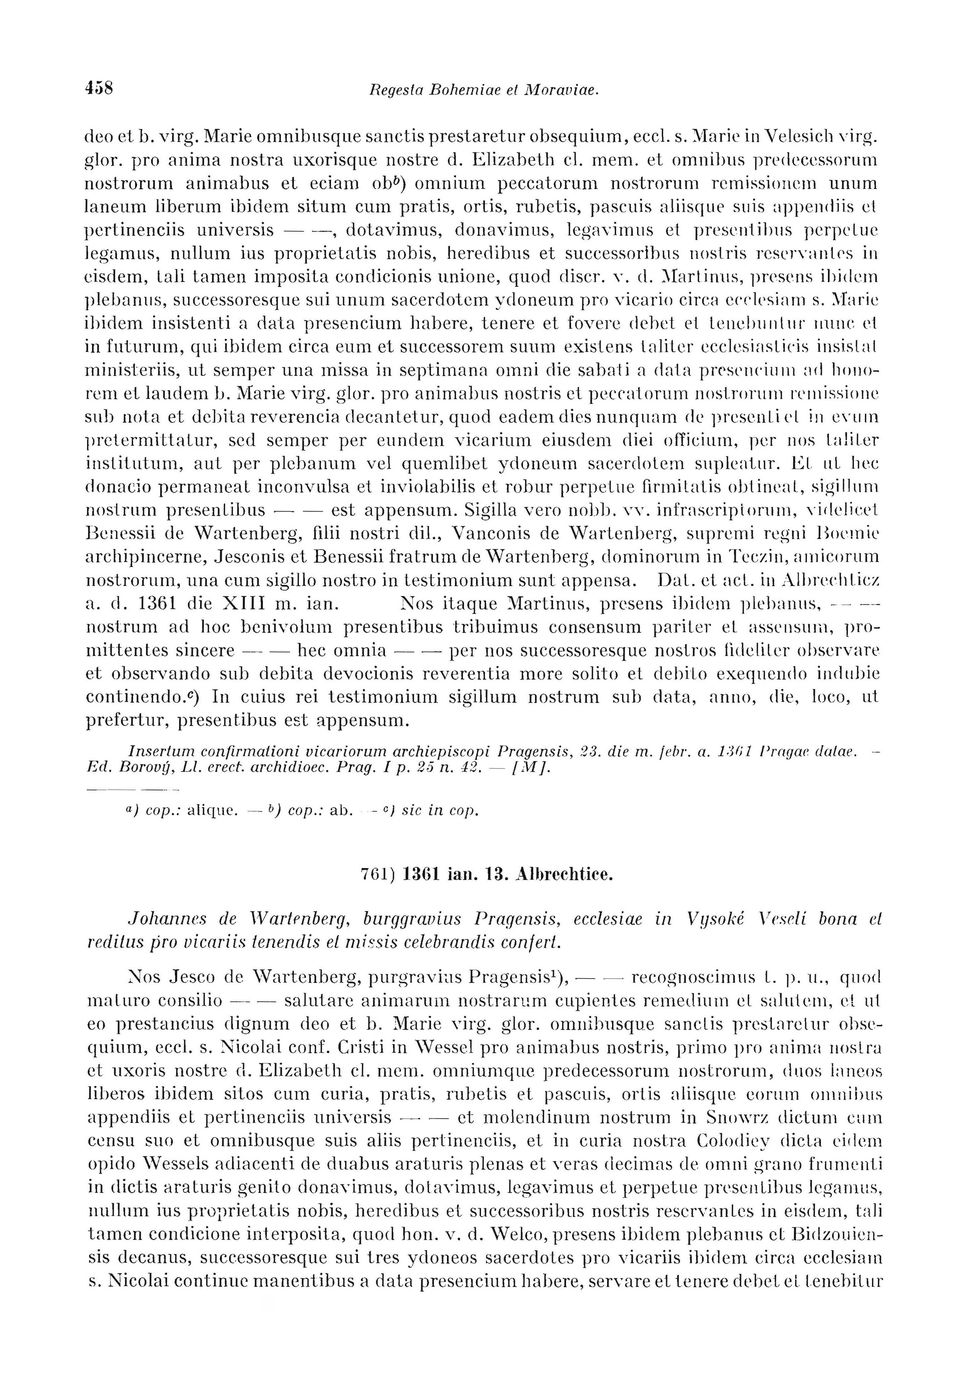 458 Regesta Bohemiae et Moraviae.
deo et b. virg. Marie omnibusque sanctis prestaretur obsequium, eccl. s. Marie in Velesich virg.
glor. pro anima nostra uxorisque nostre d. Elizabeth cl. mem. et omnibus predecessorum
nostrorum animabus et eciam obᵇ) omnium peccatorum nostrorum remissionem unum
laneum liberum ibidem situm cum pratis, ortis, rubetis, pascuis aliisque suis appendiis et
pertinenciis universis — —, dotavimus, donavimus, legavimus et presentibus perpetue
legamus, nullum ius proprietatis nobis, heredibus et successoribus nostris reservantes in
eisdem, tali tamen imposita condicionis unione, quod discr. v. d. Martinus, presens ibidem
plebanus, successoresque sui unum sacerdotem ydoneum pro vicario circa ecclesiam s. Marie
ibidem insistenti a data presencium habere, tenere et fovere debet et tenebuntur nunc et
in futurum, qui ibidem circa eum et successorem suum existens taliter ecclesiasticis insistat
ministeriis, ut semper una missa in septimana omni die sabati a data presencium ad hono-
rem et laudem b. Marie virg. glor. pro animabus nostris et peccatorum nostrorum remissione
sub nota et debita reverencia decantetur, quod eadem dies nunquam de presenti et in evum
pretermittatur, sed semper per eundem vicarium eiusdem diei officium, per nos taliter
institutum, aut per plebanum vel quemlibet ydoneum sacerdotem supleatur. Et ut hec
donacio permaneat inconvulsa et inviolabilis et robur perpetue firmitatis obtineat, sigillum
nostrum presentibus — — est appensum. Sigilla vero nobb. vv. infrascriptorum, videlicet
Benessii de Wartenberg, filii nostri dil., Vanconis de Wartenberg, supremi regni Boemie
archipincerne, Jesconis et Benessii fratrum de Wartenberg, dominorum in Teczin, amicorum
nostrorum, una cum sigillo nostro in testimonium sunt appensa. Dat. et act. in Albrechticz
a. d. 1361 die XIII m. ian. Nos itaque Martinus, presens ibidem plebanus, — —
nostrum ad hoc benivolum presentibus tribuimus consensum pariter et assensum, pro-
mittentes sincere — — hec omnia — — per nos successoresque nostros fideliter observare
et observando sub debita devocionis reverentia more solito et debito exequendo indubie
continendo.ᶜ) In cuius rei testimonium sigillum nostrum sub data, anno, die, loco, ut
prefertur, presentibus est appensum.
Insertum confirmationi vicariorum archiepiscopi Pragensis, 23. die m. febr. a. 1361 Pragae datae. —
Ed. Borový, Ll. erect. archidioec. Prag. I p. 25 n. 42. — [M].
ᵃ) cop.: alique. — ᵇ) cop.: ab. — ᶜ) sic in cop.
761) 1361 ian. 13. Albrechtice.
Johannes de Wartenberg, burggravius Pragensis, ecclesiae in Vysoké Veselí bona et
reditus pro vicariis tenendis et missis celebrandis confert.
Nos Jesco de Wartenberg, purgravius Pragensis¹), — — recognoscimus t. p. u., quod
maturo consilio — — salutare animarum nostrarum cupientes remedium et salutem, et ut
eo prestancius dignum deo et b. Marie virg. glor. omnibusque sanctis prestaretur obse-
quium, eccl. s. Nicolai conf. Cristi in Wessel pro animabus nostris, primo pro anima nostra
et uxoris nostre d. Elizabeth cl. mem. omniumque predecessorum nostrorum, duos laneos
liberos ibidem sitos cum curia, pratis, rubetis et pascuis, ortis aliisque eorum omnibus
appendiis et pertinenciis universis — — et molendinum nostrum in Snowrz dictum cum
censu suo et omnibusque suis aliis pertinenciis, et in curia nostra Colodiey dicta eidem
opido Wessels adiacenti de duabus araturis plenas et veras decimas de omni grano frumenti
in dictis araturis genito donavimus, dotavimus, legavimus et perpetue presentibus legamus,
nullum ius proprietatis nobis, heredibus et successoribus nostris reservantes in eisdem, tali
tamen condicione interposita, quod hon. v. d. Welco, presens ibidem plebanus et Bidzouien-
sis decanus, successoresque sui tres ydoneos sacerdotes pro vicariis ibidem circa ecclesiam
s. Nicolai continue manentibus a data presencium habere, servare et tenere debet et tenebitur